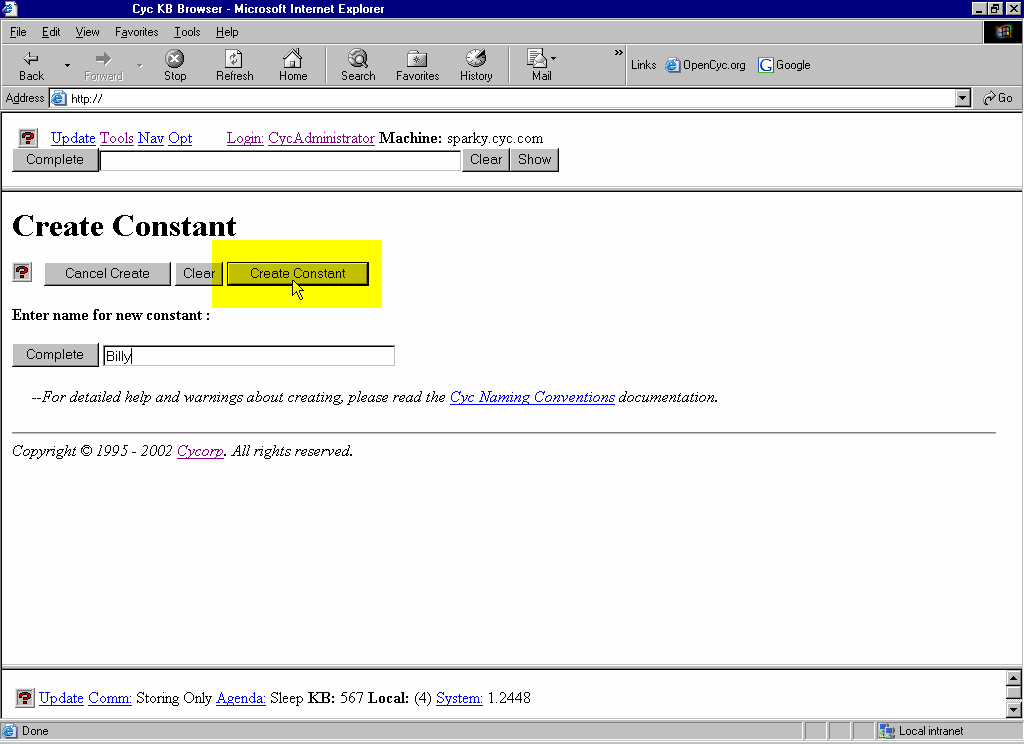 Cyc KB Browser - Microsoft Internet Explorer
File Edit View Favorites Tools Help
Back Forward Stop Refresh Home Search Favorites History Mail » Links OpenCyc.org Google
Address http:// Go
? Update Tools Nav Opt Login: CycAdministrator Machine: sparky.cyc.com
Complete Clear Show
Create Constant
? Cancel Create Clear Create Constant
Enter name for new constant :
Complete Billy
--For detailed help and warnings about creating, please read the Cyc Naming Conventions documentation.
Copyright © 1995 - 2002 Cycorp. All rights reserved.
? Update Comm: Storing Only Agenda: Sleep KB: 567 Local: (4) System: 1.2448
Done Local intranet